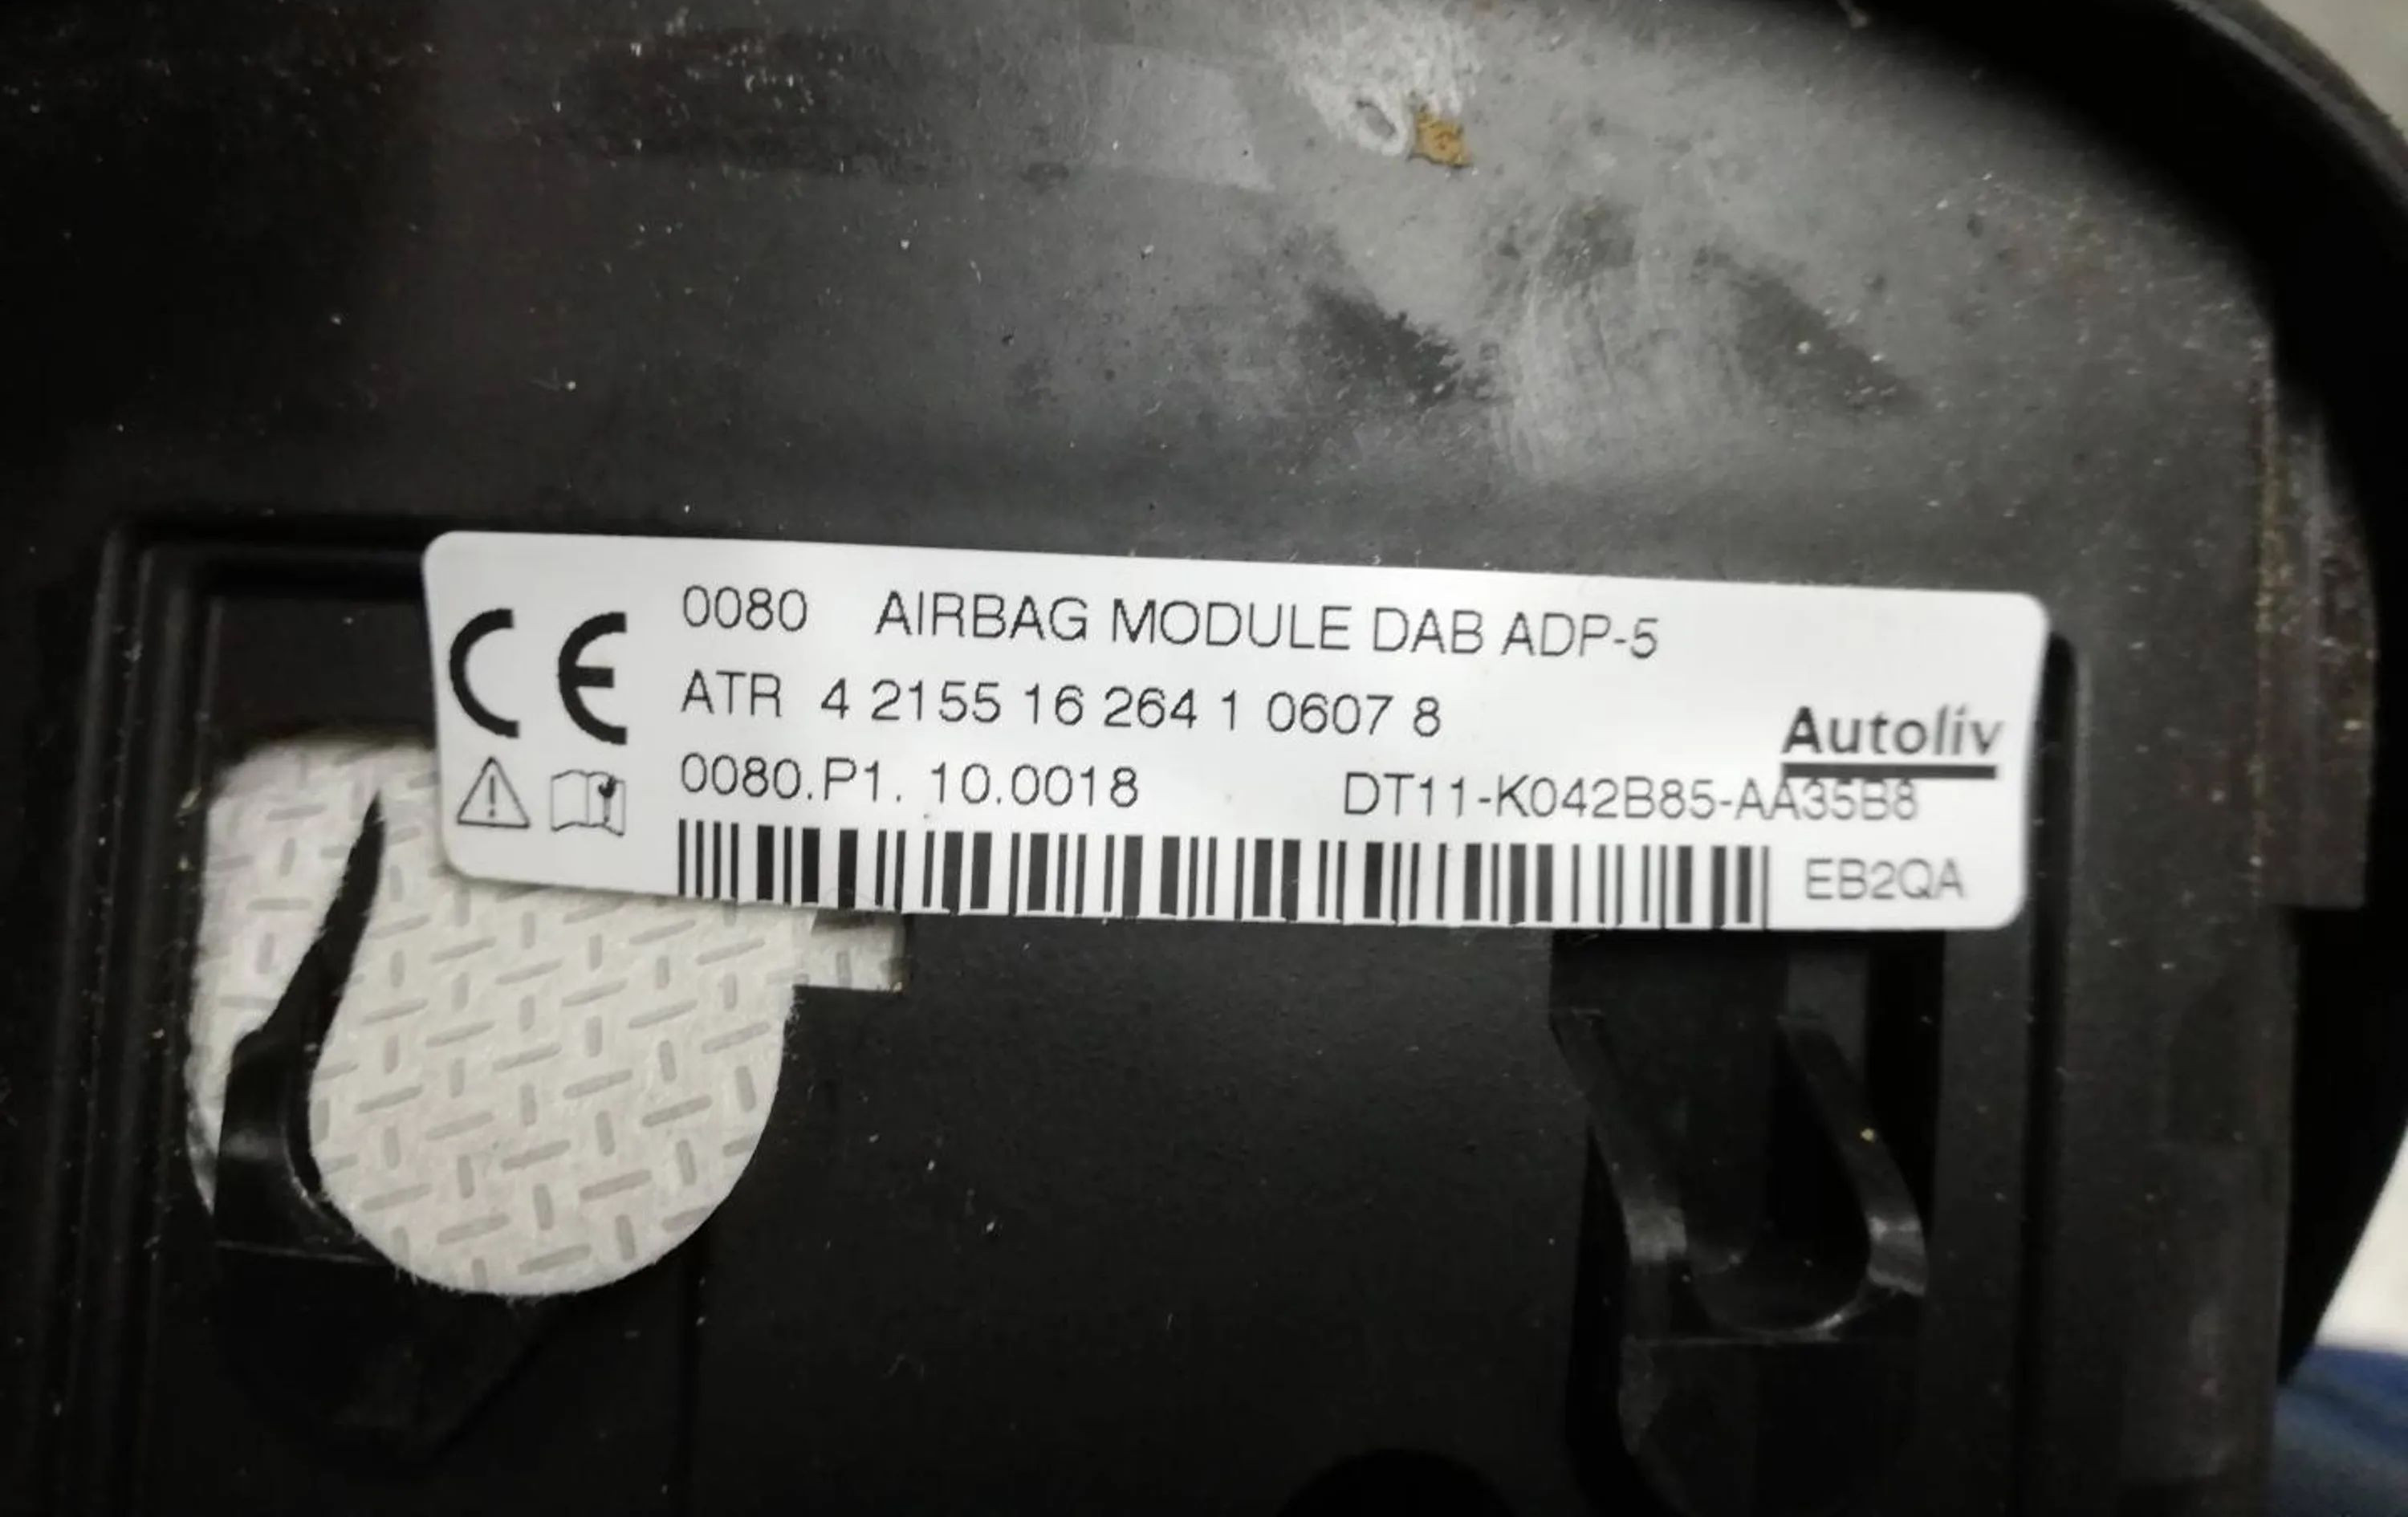 CE
0080 AIRBAG MODULE DAB ADP-5
ATR 4 2155 16 264 1 0607 8
Autoliv
0080.P1. 10.0018 DT11-K042B85-AA35B8
EB2QA